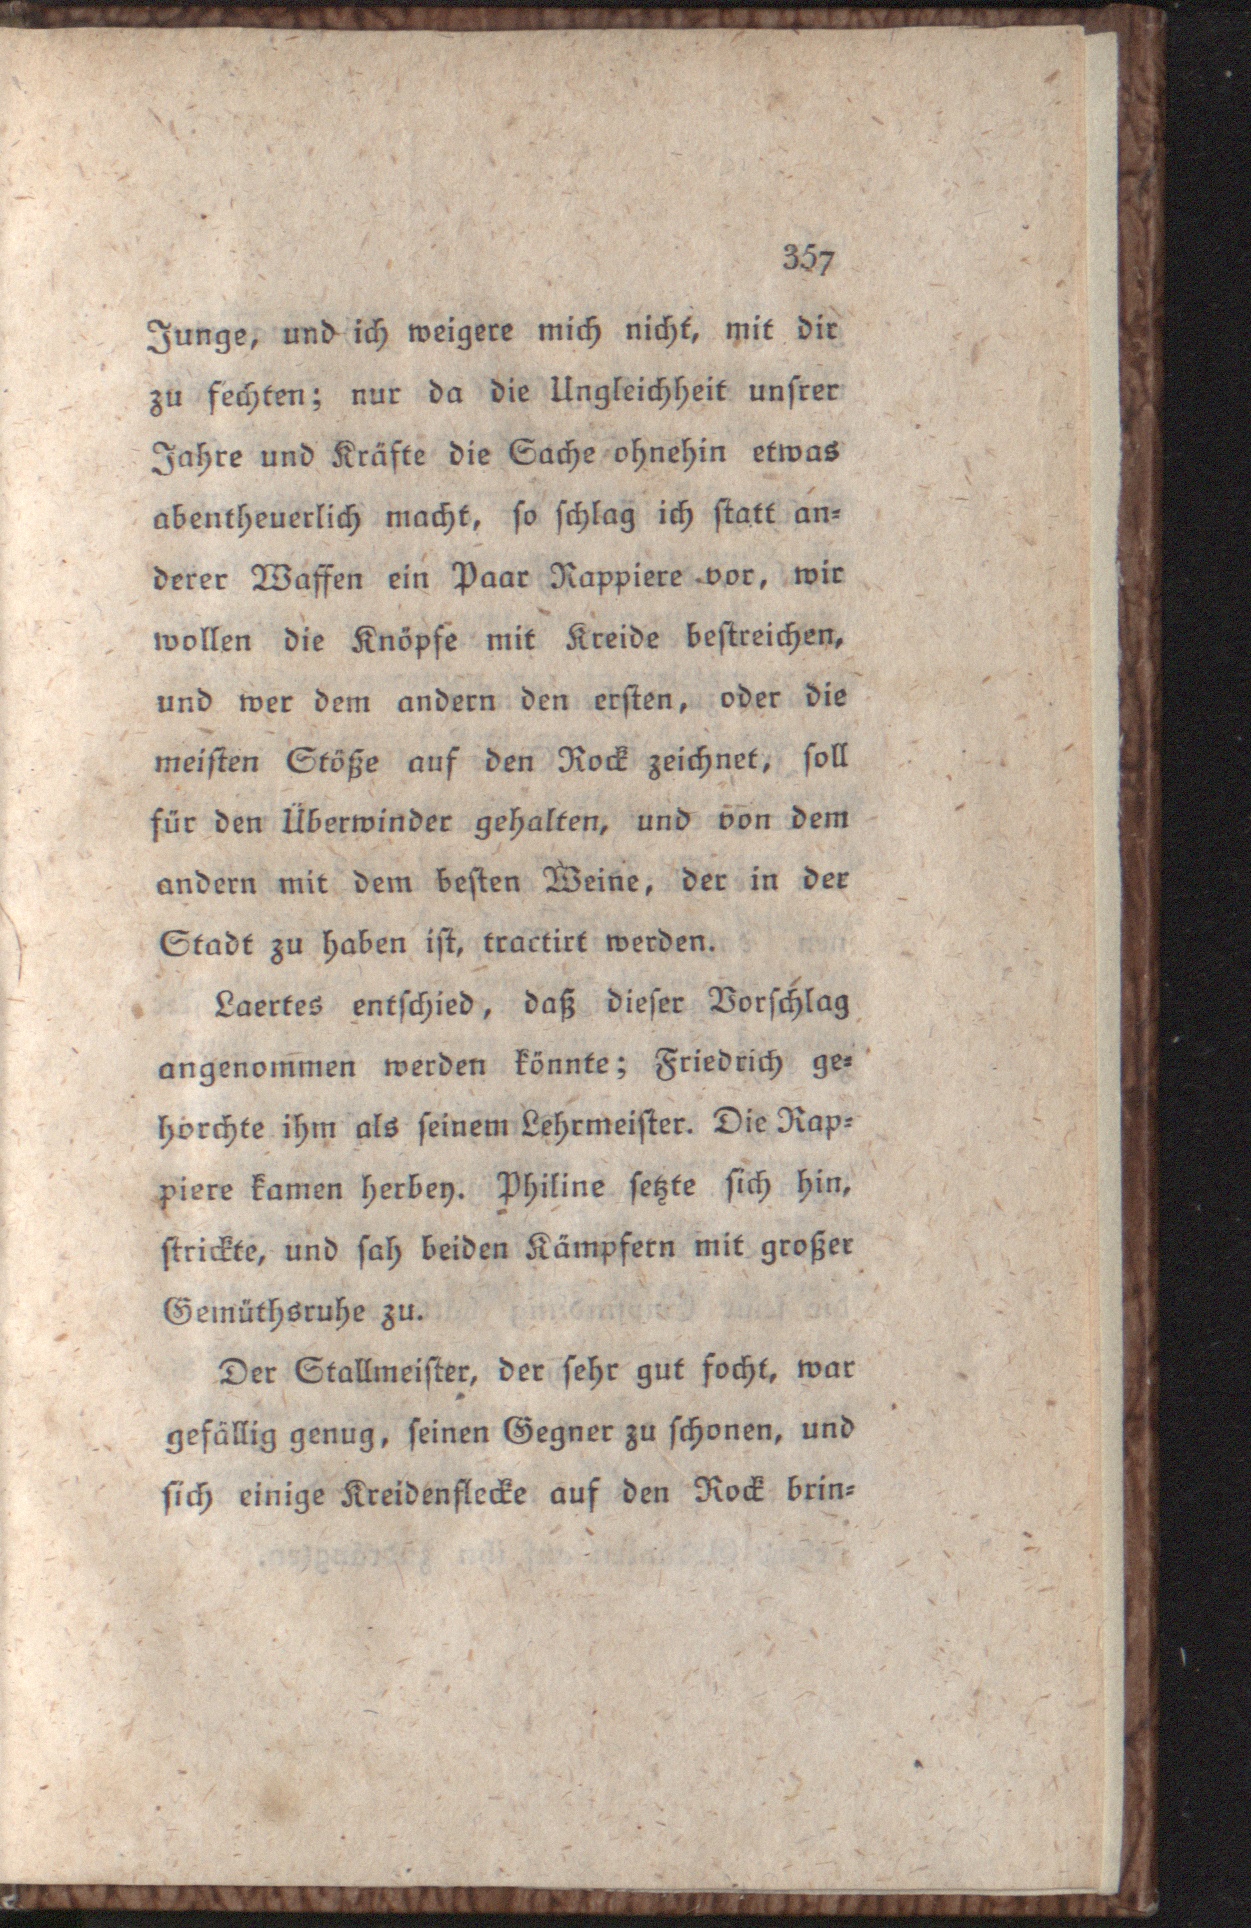 357
Junge, und ich weigere mich nicht, mit dir
zu fechten; nur da die Ungleichheit unsrer
Jahre und Kräfte die Sache ohnehin etwas
abentheuerlich macht, so schlag ich statt an-
derer Waffen ein Paar Rappiere vor, wir
wollen die Knöpfe mit Kreide bestreichen,
und wer dem andern den ersten, oder die
meisten Stöße auf den Rock zeichnet, soll
für den Überwinder gehalten, und von dem
andern mit dem besten Weine, der in der
Stadt zu haben ist, tractirt werden.
Laertes entschied, daß dieser Vorschlag
angenommen werden könnte; Friedrich ge-
horchte ihm als seinem Lehrmeister. Die Rap-
piere kamen herbey. Philine setzte sich hin,
strickte, und sah beiden Kämpfern mit großer
Gemüthsruhe zu.
Der Stallmeister, der sehr gut focht, war
gefällig genug, seinen Gegner zu schonen, und
sich einige Kreidenflecke auf den Rock brin-